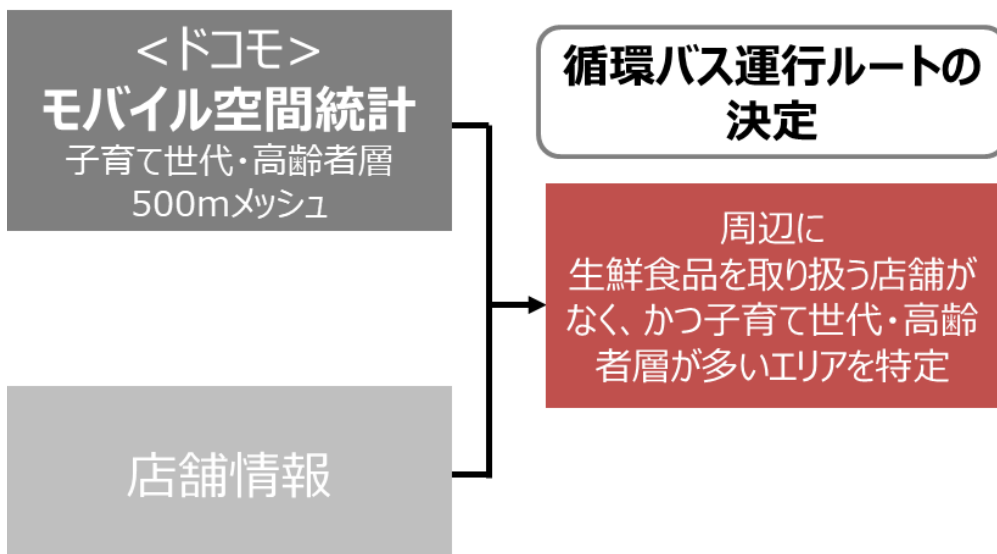 ＜ドコモ＞
モバイル空間統計
子育て世代・高齢者層
500mメッシュ
店舗情報
循環バス運行ルートの
決定
周辺に
生鮮食品を取り扱う店舗が
なく、かつ子育て世代・高齢
者層が多いエリアを特定